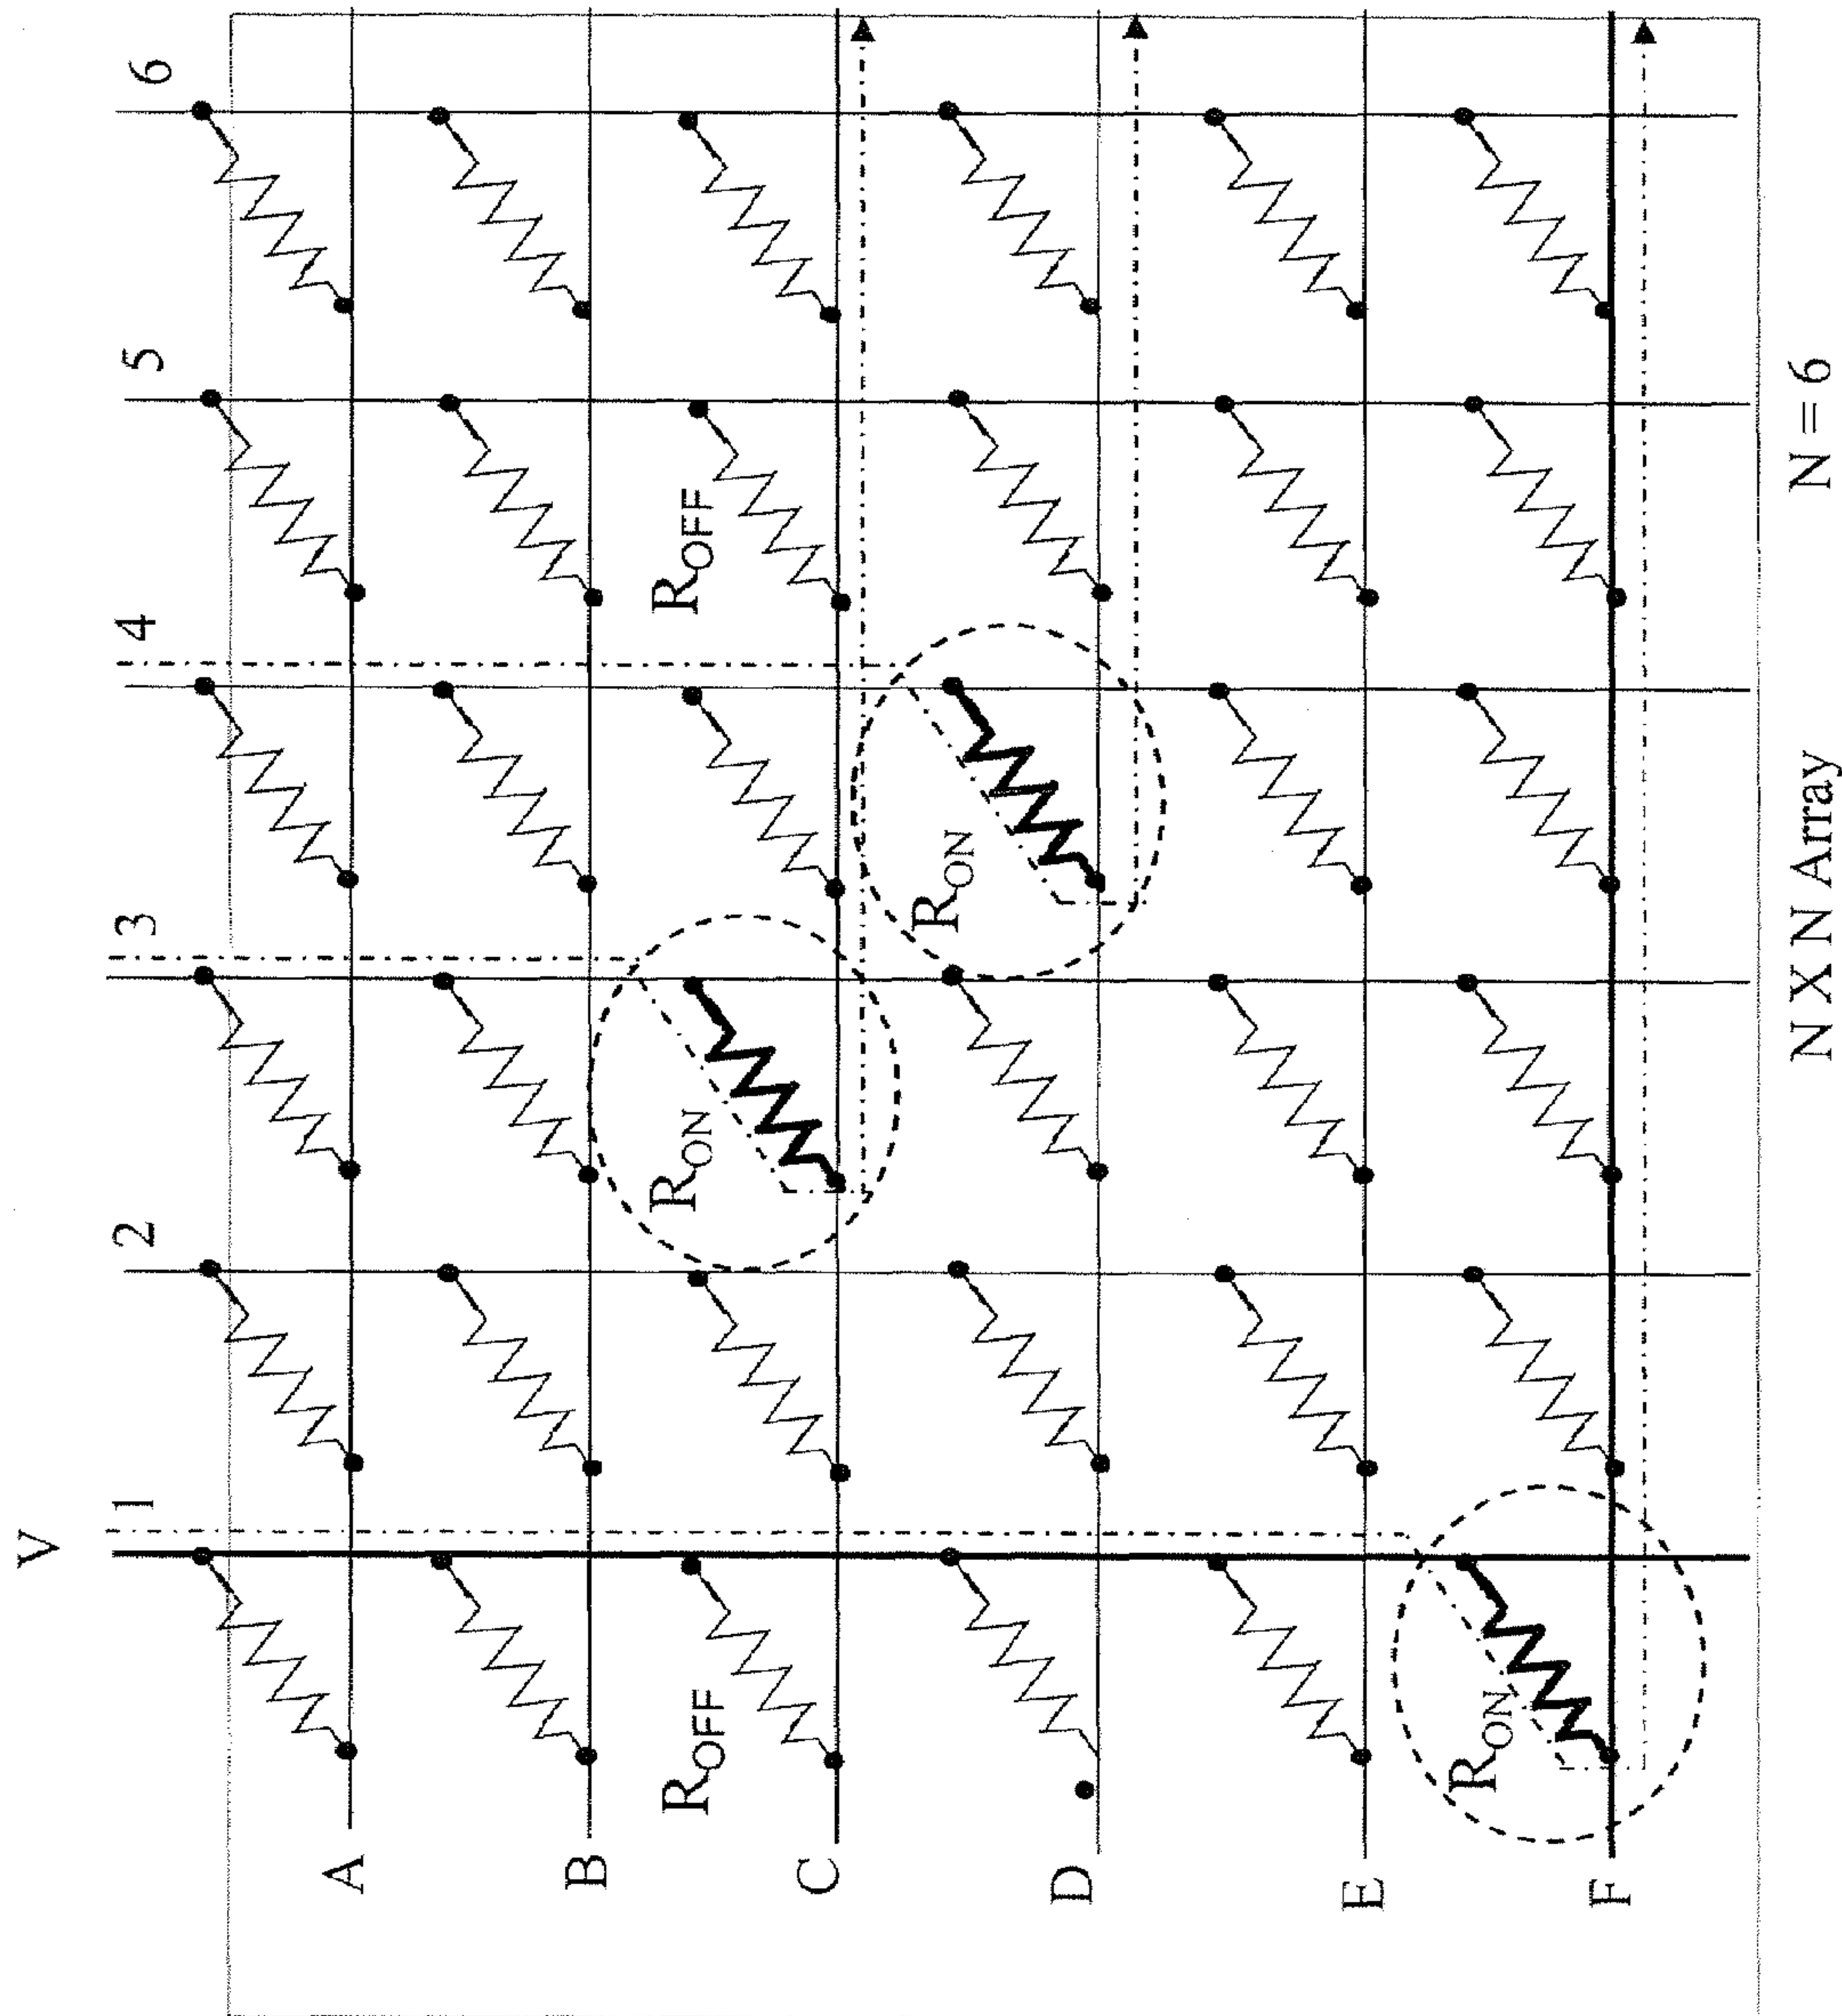 V
1 2 3 4 5 6
A
B
C
D
E
F
R_OFF
R_ON
R_OFF
R_ON
R_ON
N X N Array N = 6